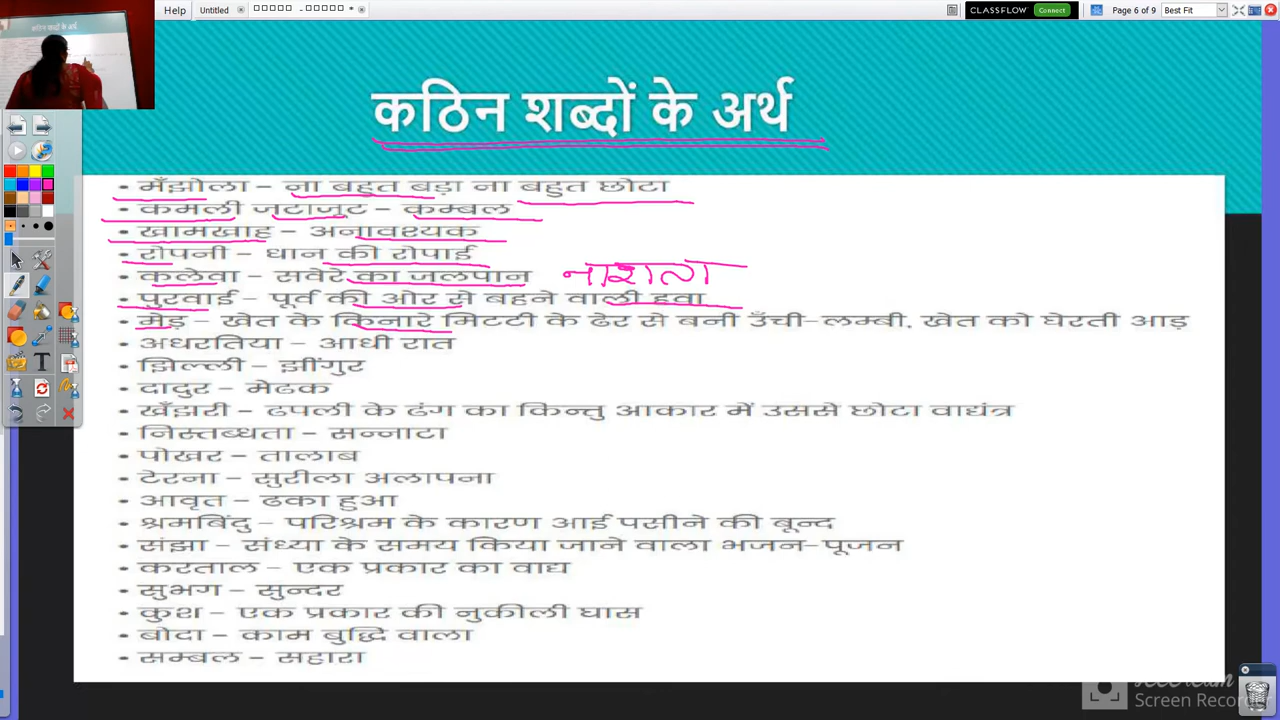 Help Untitled CLASSFLOW Connect Page 6 of 9 Best Fit
कठिन शब्दों के अर्थ
• मँझोला – ना बहुत बड़ा ना बहुत छोटा
• कमली जटाजूट – कम्बल
• खामखाह – अनावश्यक
• रोपनी – धान की रोपाई
• कलेवा – सवेरे का जलपान
• पुरवाई – पूर्व की ओर से बहने वाली हवा
• मेड़ – खेत के किनारे मिटटी के ढेर से बनी उँची-लम्बी, खेत को घेरती आड़
• अधरतिया – आधी रात
• झिल्ली – झींगुर
• दादुर – मेढक
• खँझरी – ढपली के ढंग का किन्तु आकार में उससे छोटा वाद्यंत्र
• निस्तब्धता – सन्नाटा
• पोखर – तालाब
• टेरना – सुरीला अलापना
• आवृत – ढका हुआ
• श्रमबिंदु – परिश्रम के कारण आई पसीने की बून्द
• संझा – संध्या के समय किया जाने वाला भजन-पूजन
• करताल – एक प्रकार का वाद्य
• सुभग – सुन्दर
• कुश – एक प्रकार की नुकीली घास
• बोदा – काम बुद्धि वाला
• सम्बल – सहारा
Screen Recorder